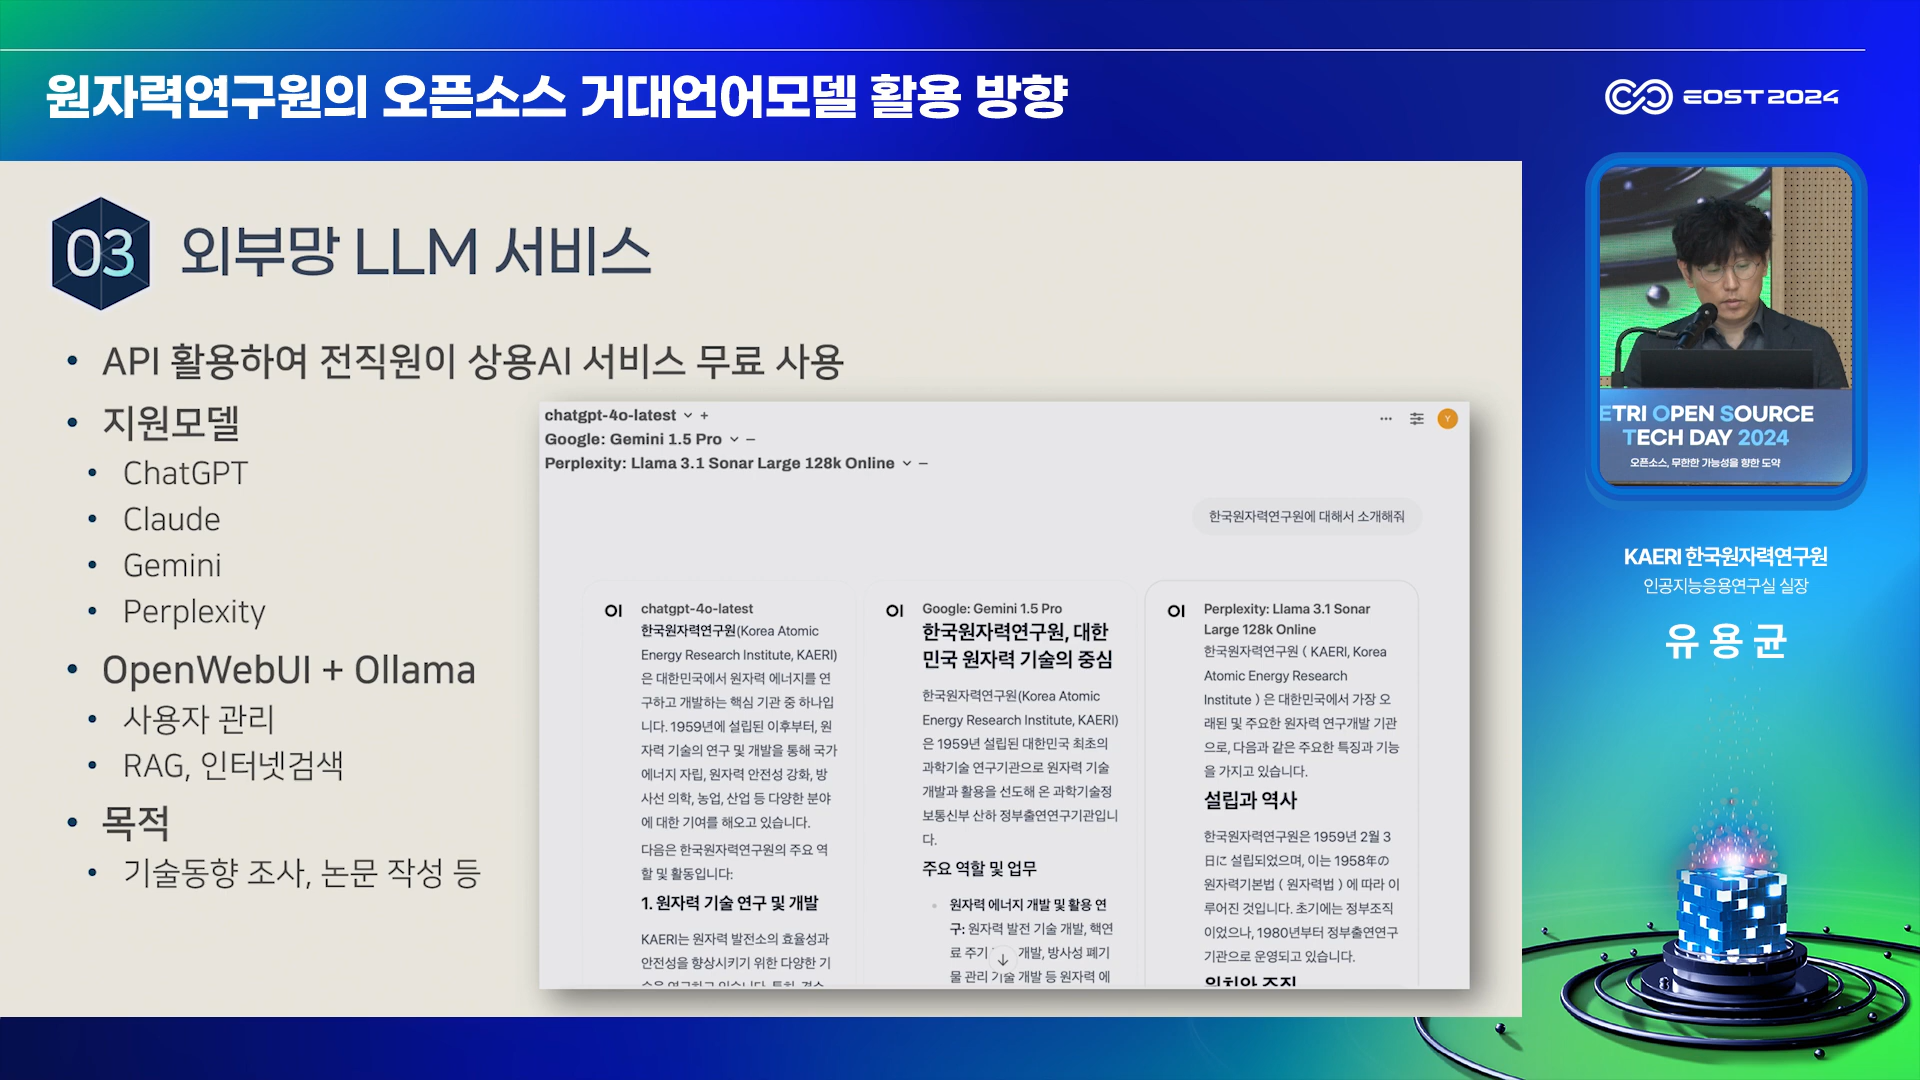 원자력연구원의 오픈소스 거대언어모델 활용 방향
EOST2024
03 외부망 LLM 서비스
• API 활용하여 전직원이 상용AI 서비스 무료 사용
• 지원모델
• ChatGPT
• Claude
• Gemini
• Perplexity
• OpenWebUI + Ollama
• 사용자 관리
• RAG, 인터넷검색
• 목적
• 기술동향 조사, 논문 작성 등
chatgpt-4o-latest
Google: Gemini 1.5 Pro
Perplexity: Llama 3.1 Sonar Large 128k Online
Y
한국원자력연구원에 대해서 소개해줘
OI chatgpt-4o-latest
한국원자력연구원(Korea Atomic
Energy Research Institute, KAERI)
은 대한민국에서 원자력 에너지를 연
구하고 개발하는 핵심 기관 중 하나입
니다. 1959년에 설립된 이후부터, 원
자력 기술의 연구 및 개발을 통해 국가
에너지 자립, 원자력 안전성 강화, 방
사선 의학, 농업, 산업 등 다양한 분야
에 대한 기여를 해오고 있습니다.
다음은 한국원자력연구원의 주요 역
할 및 활동입니다:
1. 원자력 기술 연구 및 개발
KAERI는 원자력 발전소의 효율성과
안전성을 향상시키기 위한 다양한 기
OI Google: Gemini 1.5 Pro
한국원자력연구원, 대한
민국 원자력 기술의 중심
한국원자력연구원(Korea Atomic
Energy Research Institute, KAERI)
은 1959년 설립된 대한민국 최초의
과학기술 연구기관으로 원자력 기술
개발과 활용을 선도해 온 과학기술정
보통신부 산하 정부출연연구기관입니
다.
주요 역할 및 업무
원자력 에너지 개발 및 활용 연
구: 원자력 발전 기술 개발, 핵연
료 주기 개발, 방사성 폐기
물 관리 기술 개발 등 원자력 에
OI Perplexity: Llama 3.1 Sonar
Large 128k Online
한국원자력연구원 ( KAERI, Korea
Atomic Energy Research
Institute ) 은 대한민국에서 가장 오
래된 및 주요한 원자력 연구개발 기관
으로, 다음과 같은 주요한 특징과 기능
을 가지고 있습니다.
설립과 역사
한국원자력연구원은 1959년 2월 3
日に 설립되었으며, 이는 1958年の
원자력기본법 ( 원자력법 ) 에 따라 이
루어진 것입니다. 초기에는 정부조직
이었으나, 1980년부터 정부출연연구
기관으로 운영되고 있습니다.
위치와 조직
ETRI OPEN SOURCE
TECH DAY 2024
오픈소스, 무한한 가능성을 향한 도약
KAERI 한국원자력연구원
인공지능응용연구실 실장
유용균